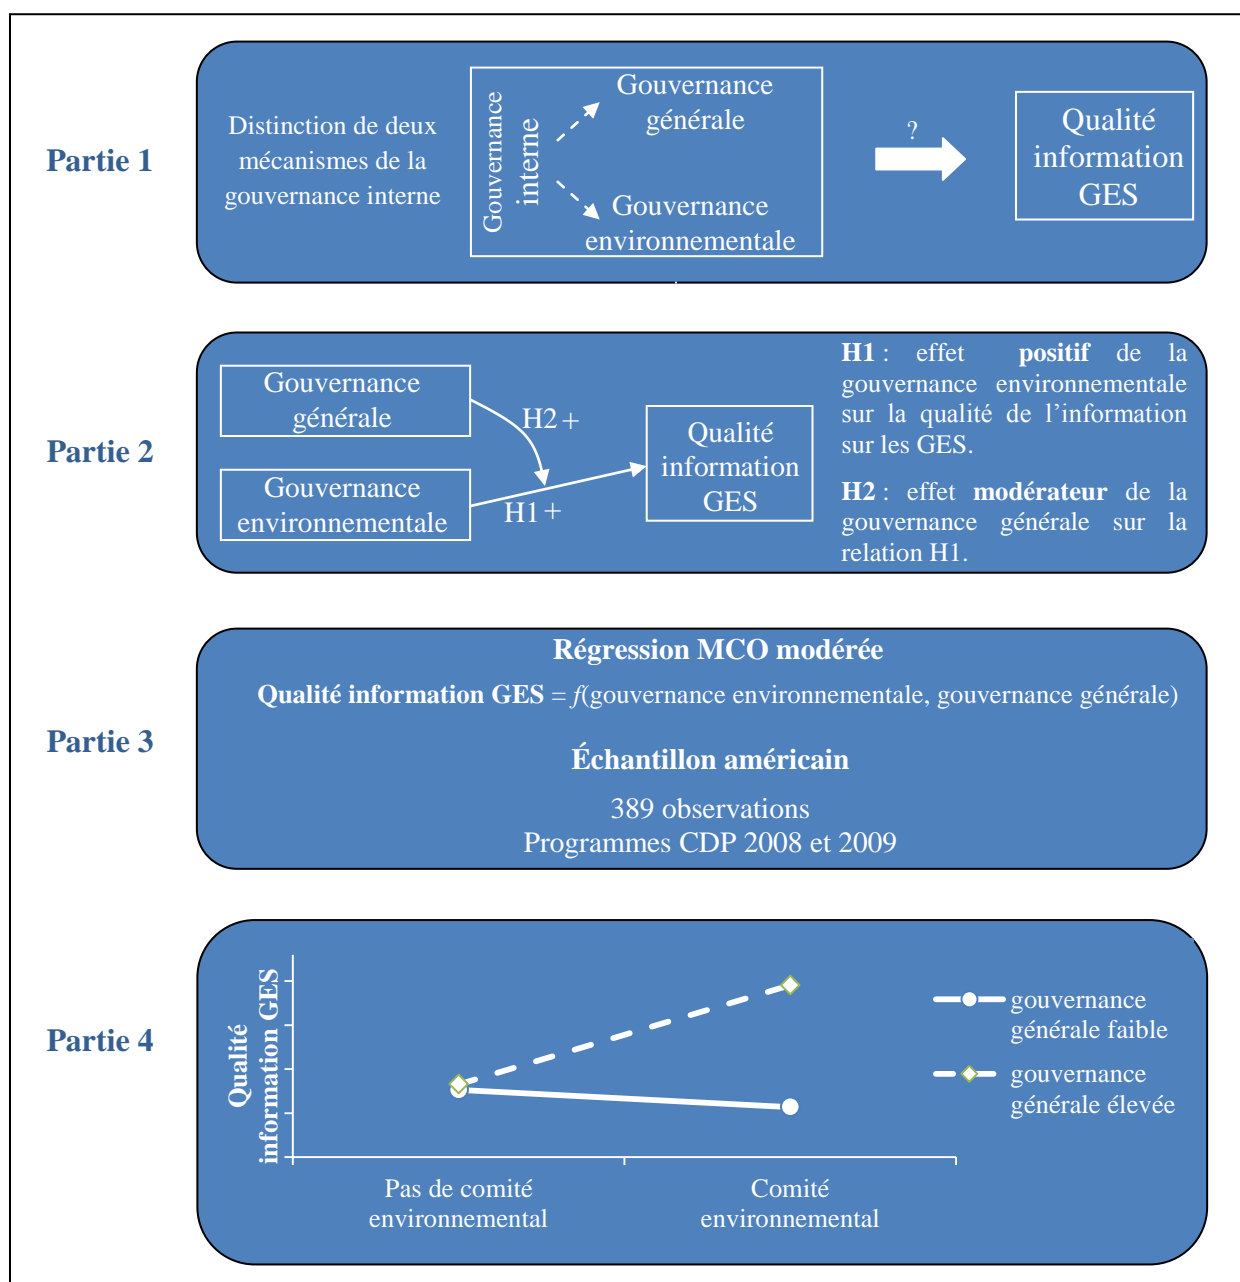 Partie 1
Distinction de deux
mécanismes de la
gouvernance interne
Gouvernance
interne
Gouvernance
générale
Gouvernance
environnementale
?
Qualité
information
GES
Partie 2
Gouvernance
générale
Gouvernance
environnementale
H2 +
H1 +
Qualité
information
GES
H1 : effet positif de la
gouvernance environnementale
sur la qualité de l’information
sur les GES.
H2 : effet modérateur de la
gouvernance générale sur la
relation H1.
Partie 3
Régression MCO modérée
Qualité information GES = f(gouvernance environnementale, gouvernance générale)
Échantillon américain
389 observations
Programmes CDP 2008 et 2009
Partie 4
Qualité
information GES
Pas de comité
environnemental
Comité
environnemental
gouvernance
générale faible
gouvernance
générale élevée